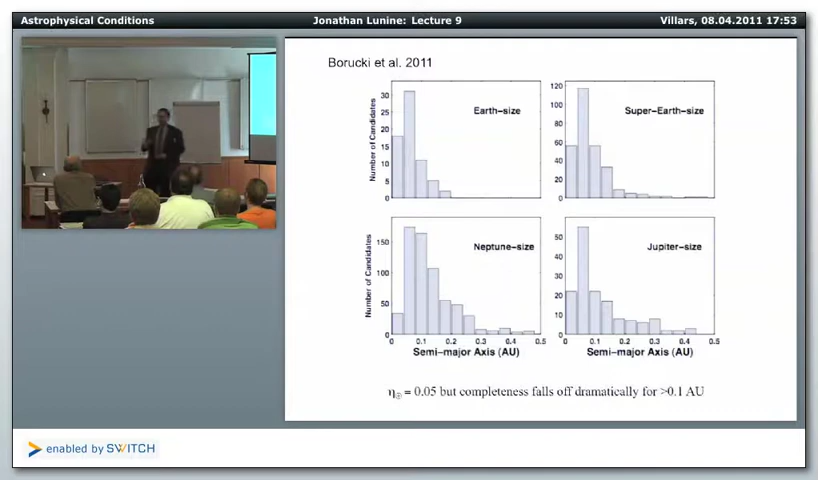 Astrophysical Conditions
Jonathan Lunine: Lecture 9
Villars, 08.04.2011 17:53
Borucki et al. 2011
Number of Candidates
30
25
20
15
10
5
0
Earth-size
120
100
80
60
40
20
0
Super-Earth-size
Number of Candidates
150
100
50
0
Neptune-size
0.0 0.1 0.2 0.3 0.4 0.5
Semi-major Axis (AU)
50
40
30
20
10
0
Jupiter-size
0.0 0.1 0.2 0.3 0.4 0.5
Semi-major Axis (AU)
η⊕ = 0.05 but completeness falls off dramatically for >0.1 AU
enabled by SWITCH